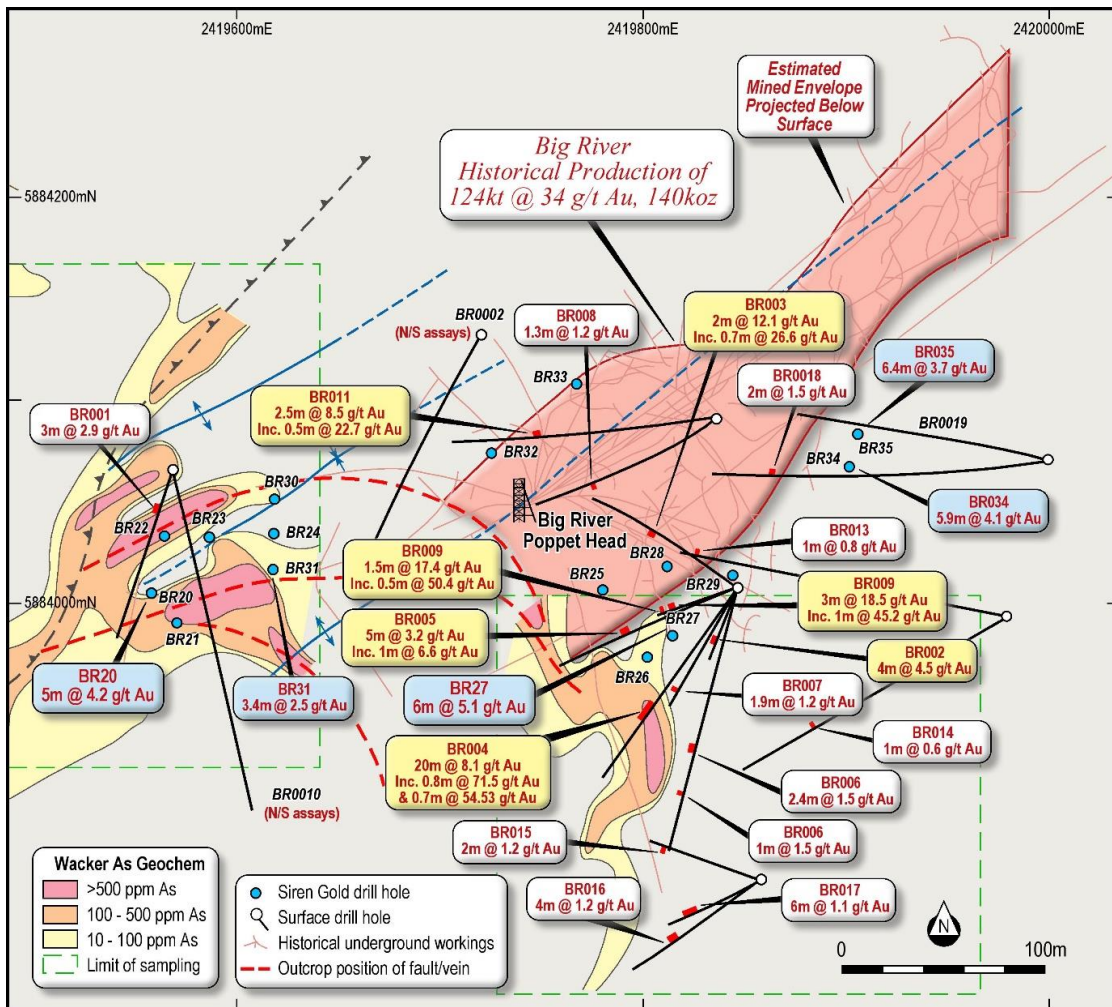 2419600mE
2419800mE
2420000mE
5884200mN
5884000mN
Estimated
Mined Envelope
Projected Below
Surface
Big River
Historical Production of
124kt @ 34 g/t Au, 140koz
BR0002
(N/S assays)
BR008
1.3m @ 1.2 g/t Au
BR003
2m @ 12.1 g/t Au
Inc. 0.7m @ 26.6 g/t Au
BR0018
2m @ 1.5 g/t Au
BR035
6.4m @ 3.7 g/t Au
BR33
BR011
2.5m @ 8.5 g/t Au
Inc. 0.5m @ 22.7 g/t Au
BR001
3m @ 2.9 g/t Au
BR32
BR0019
BR35
BR34
BR034
5.9m @ 4.1 g/t Au
BR30
BR22
BR23
BR24
BR31
BR20
BR21
Big River
Poppet Head
BR28
BR013
1m @ 0.8 g/t Au
BR009
1.5m @ 17.4 g/t Au
Inc. 0.5m @ 50.4 g/t Au
BR25
BR29
BR009
3m @ 18.5 g/t Au
Inc. 1m @ 45.2 g/t Au
BR005
5m @ 3.2 g/t Au
Inc. 1m @ 6.6 g/t Au
BR27
BR26
BR002
4m @ 4.5 g/t Au
BR20
5m @ 4.2 g/t Au
BR31
3.4m @ 2.5 g/t Au
BR27
6m @ 5.1 g/t Au
BR007
1.9m @ 1.2 g/t Au
BR014
1m @ 0.6 g/t Au
BR004
20m @ 8.1 g/t Au
Inc. 0.8m @ 71.5 g/t Au
& 0.7m @ 54.53 g/t Au
BR0010
(N/S assays)
BR006
2.4m @ 1.5 g/t Au
BR006
1m @ 1.5 g/t Au
BR015
2m @ 1.2 g/t Au
BR016
4m @ 1.2 g/t Au
BR017
6m @ 1.1 g/t Au
Wacker As Geochem
>500 ppm As
100 - 500 ppm As
10 - 100 ppm As
Limit of sampling
Siren Gold drill hole
Surface drill hole
Historical underground workings
Outcrop position of fault/vein
N
0
100m